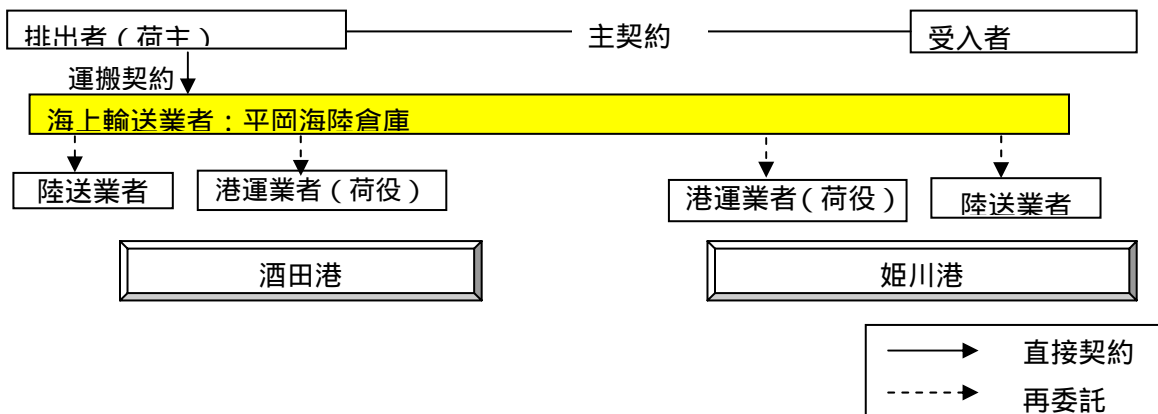 排出者（荷主）
主契約
受入者
運搬契約
海上輸送業者：平岡海陸倉庫
陸送業者
港運業者（荷役）
港運業者（荷役）
陸送業者
酒田港
姫川港
直接契約
再委託